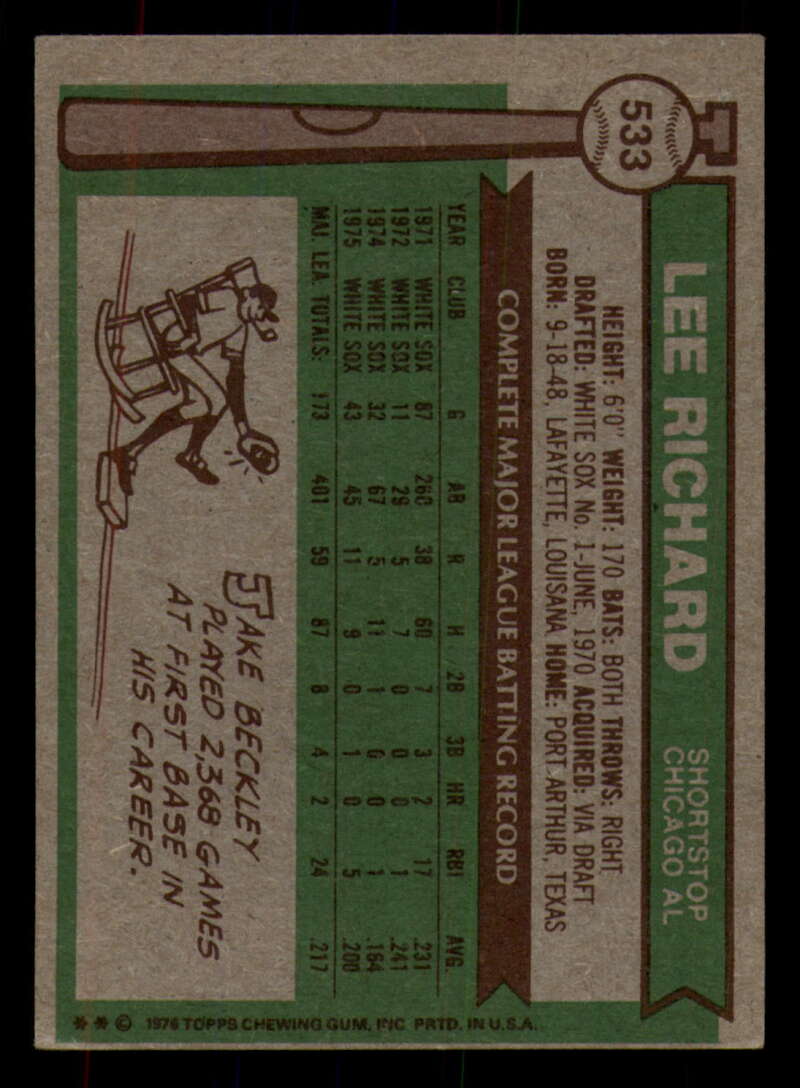 533
LEE RICHARD
SHORTSTOP
CHICAGO AL
HEIGHT: 6'0" WEIGHT: 170 BATS: BOTH THROWS: RIGHT
DRAFTED: WHITE SOX No. 1-JUNE, 1970 ACQUIRED: VIA DRAFT
BORN: 9-18-48, LAFAYETTE, LOUISIANA HOME: PORT ARTHUR, TEXAS
COMPLETE MAJOR LEAGUE BATTING RECORD
YEAR CLUB G AB R H 2B 3B HR RBI AVG.
1971 WHITE SOX 87 260 38 60 7 3 2 17 .231
1972 WHITE SOX 11 29 5 7 0 0 0 1 .241
1974 WHITE SOX 32 67 5 11 1 0 0 1 .164
1975 WHITE SOX 43 45 11 9 0 1 0 5 .200
MAJ. LEA. TOTALS: 173 401 59 87 8 4 2 24 .217
JAKE BECKLEY
PLAYED 2,368 GAMES
AT FIRST BASE IN
HIS CAREER.
** © 1976 TOPPS CHEWING GUM, INC. PRTD. IN U.S.A.